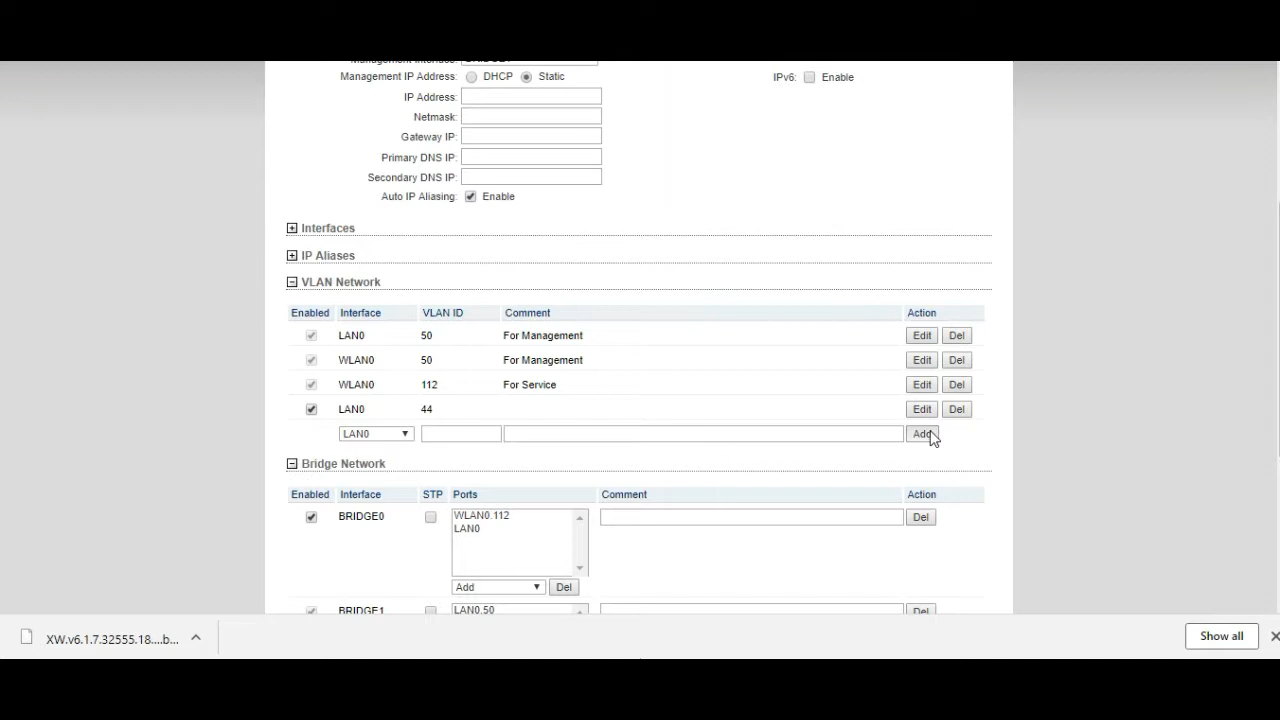 Management IP Address: DHCP Static IPv6: Enable
IP Address:
Netmask:
Gateway IP:
Primary DNS IP:
Secondary DNS IP:
Auto IP Aliasing: Enable
Interfaces
IP Aliases
VLAN Network
Enabled Interface VLAN ID Comment Action
LAN0 50 For Management Edit Del
WLAN0 50 For Management Edit Del
WLAN0 112 For Service Edit Del
LAN0 44 Edit Del
LAN0 Add
Bridge Network
Enabled Interface STP Ports Comment Action
BRIDGE0 WLAN0.112 Del
LAN0
Add Del
BRIDGE1 LAN0.50 Del
XW.v6.1.7.32555.18....b... Show all